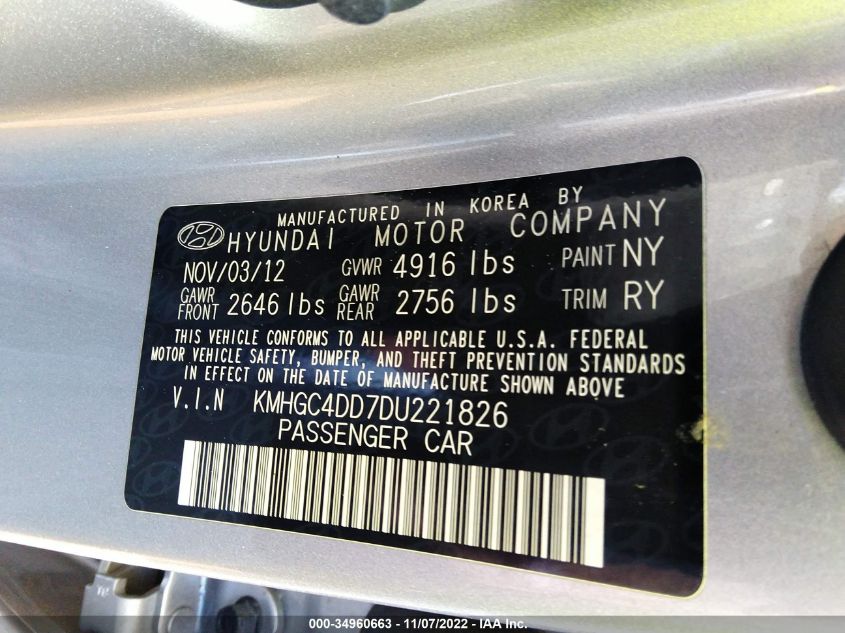 MANUFACTURED IN KOREA BY
HYUNDAI MOTOR COMPANY
NOV/03/12 GVWR 4916 lbs PAINT NY
GAWR FRONT 2646 lbs GAWR REAR 2756 lbs TRIM RY
THIS VEHICLE CONFORMS TO ALL APPLICABLE U.S.A. FEDERAL
MOTOR VEHICLE SAFETY, BUMPER, AND THEFT PREVENTION STANDARDS
IN EFFECT ON THE DATE OF MANUFACTURE SHOWN ABOVE
V.I.N KMHGC4DD7DU221826
PASSENGER CAR
000-34960663 - 11/07/2022 - IAA Inc.